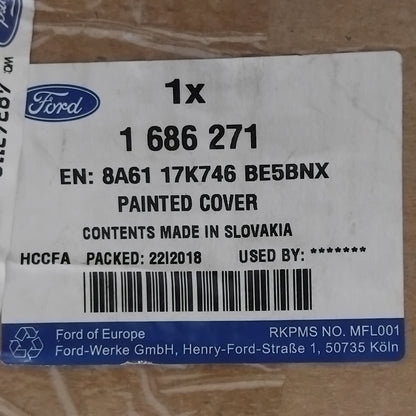 Ford
1x
1 686 271
EN: 8A61 17K746 BE5BNX
PAINTED COVER
CONTENTS MADE IN SLOVAKIA
HCCFA PACKED: 22I2018 USED BY: *******
Ford of Europe RKPMS NO. MFL001
Ford-Werke GmbH, Henry-Ford-Straße 1, 50735 Köln